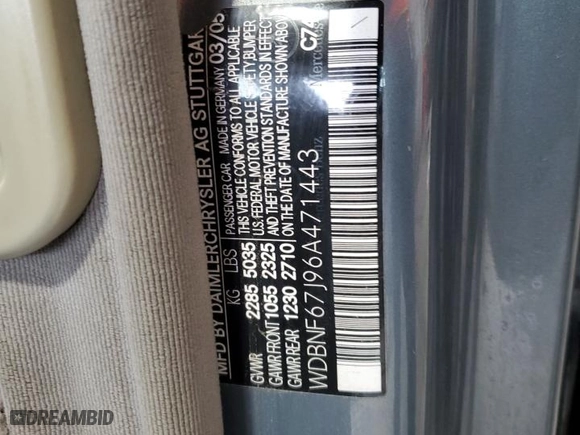 MFD BY DAIMLERCHRYSLER AG STUTTGAR
PASSENGER CAR MADE IN GERMANY 03/05
THIS VEHICLE CONFORMS TO ALL APPLICABLE
U.S. FEDERAL MOTOR VEHICLE SAFETY, BUMPER
AND THEFT PREVENTION STANDARDS IN EFFECT
ON THE DATE OF MANUFACTURE SHOWN ABOVE
KG LBS
GVWR 2285 5035
GAWR FRONT 1055 2325
GAWR REAR 1230 2710
WDBNF67J96A471443
C74
DREAMBID